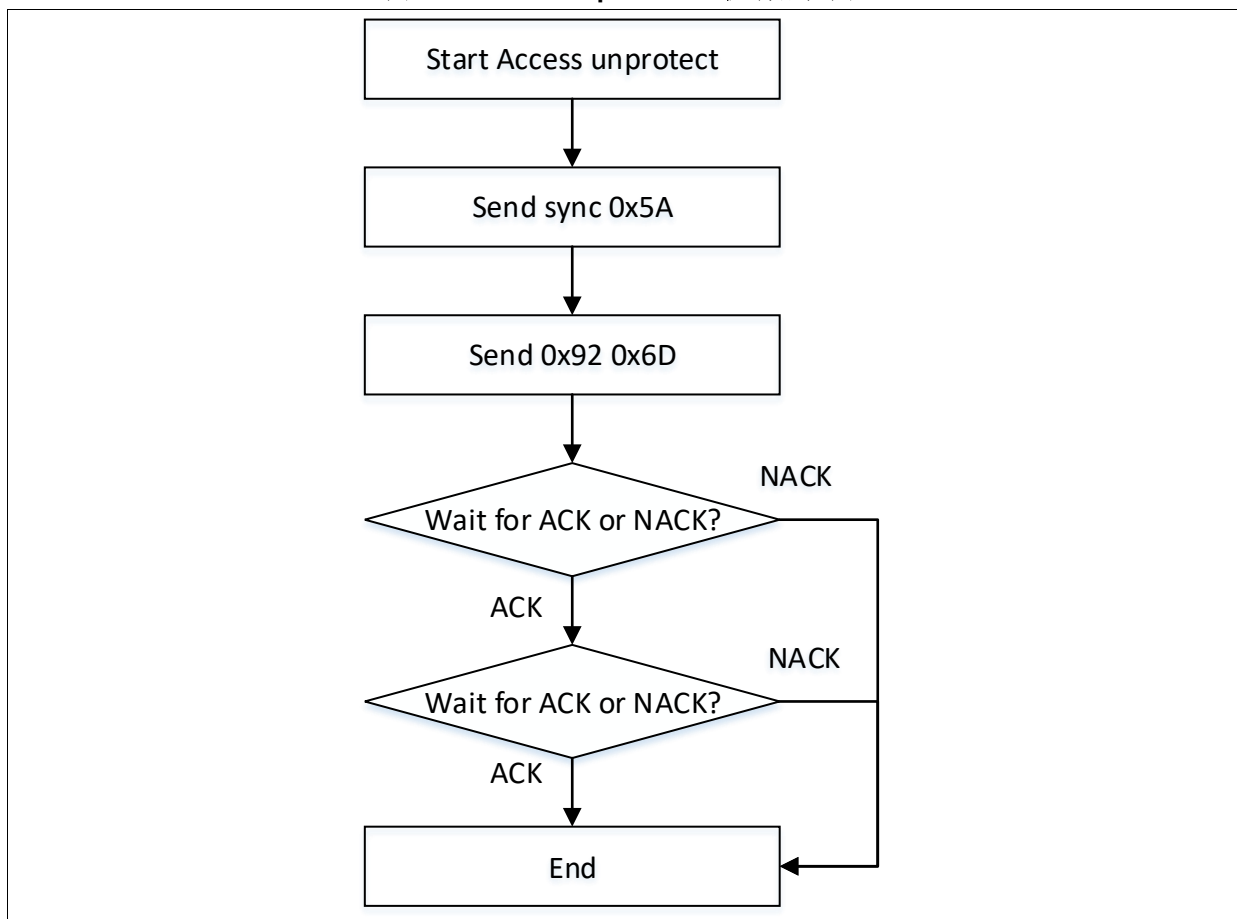 Start Access unprotect
Send sync 0x5A
Send 0x92 0x6D
NACK
Wait for ACK or NACK?
ACK
NACK
Wait for ACK or NACK?
ACK
End